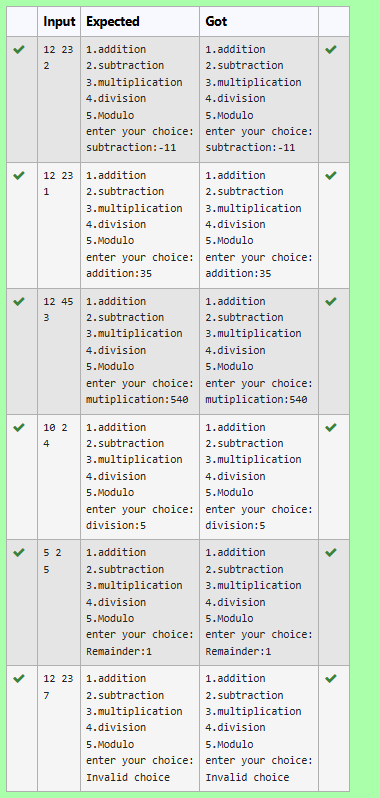 Input Expected Got
12 23 1.addition 1.addition
2 2.subtraction 2.subtraction
3.multiplication 3.multiplication
4.division 4.division
5.Modulo 5.Modulo
enter your choice: enter your choice:
subtraction:-11 subtraction:-11
12 23 1.addition 1.addition
1 2.subtraction 2.subtraction
3.multiplication 3.multiplication
4.division 4.division
5.Modulo 5.Modulo
enter your choice: enter your choice:
addition:35 addition:35
12 45 1.addition 1.addition
3 2.subtraction 2.subtraction
3.multiplication 3.multiplication
4.division 4.division
5.Modulo 5.Modulo
enter your choice: enter your choice:
mutiplication:540 mutiplication:540
10 2 1.addition 1.addition
4 2.subtraction 2.subtraction
3.multiplication 3.multiplication
4.division 4.division
5.Modulo 5.Modulo
enter your choice: enter your choice:
division:5 division:5
5 2 1.addition 1.addition
5 2.subtraction 2.subtraction
3.multiplication 3.multiplication
4.division 4.division
5.Modulo 5.Modulo
enter your choice: enter your choice:
Remainder:1 Remainder:1
12 23 1.addition 1.addition
7 2.subtraction 2.subtraction
3.multiplication 3.multiplication
4.division 4.division
5.Modulo 5.Modulo
enter your choice: enter your choice:
Invalid choice Invalid choice